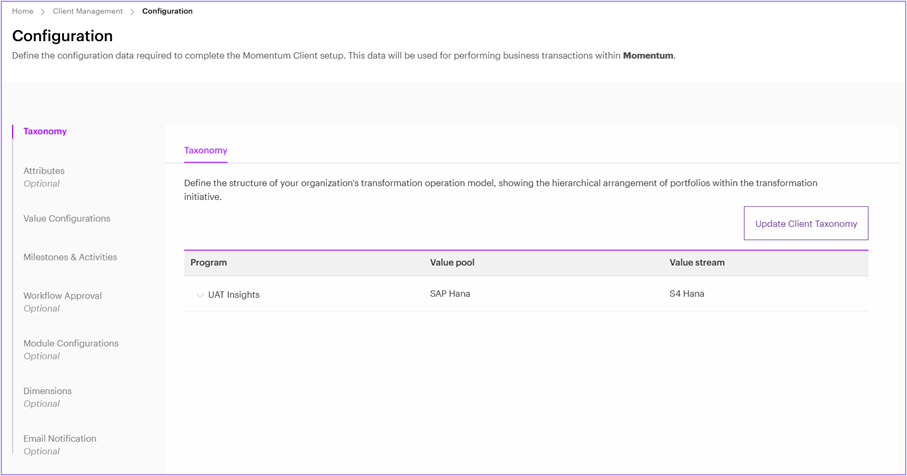 Home > Client Management > Configuration
Configuration
Define the configuration data required to complete the Momentum Client setup. This data will be used for performing business transactions within Momentum.
Taxonomy
Attributes
Optional
Value Configurations
Milestones & Activities
Workflow Approval
Optional
Module Configurations
Optional
Dimensions
Optional
Email Notification
Optional
Taxonomy
Define the structure of your organization's transformation operation model, showing the hierarchical arrangement of portfolios within the transformation
initiative.
Update Client Taxonomy
Program Value pool Value stream
UAT Insights SAP Hana S4 Hana